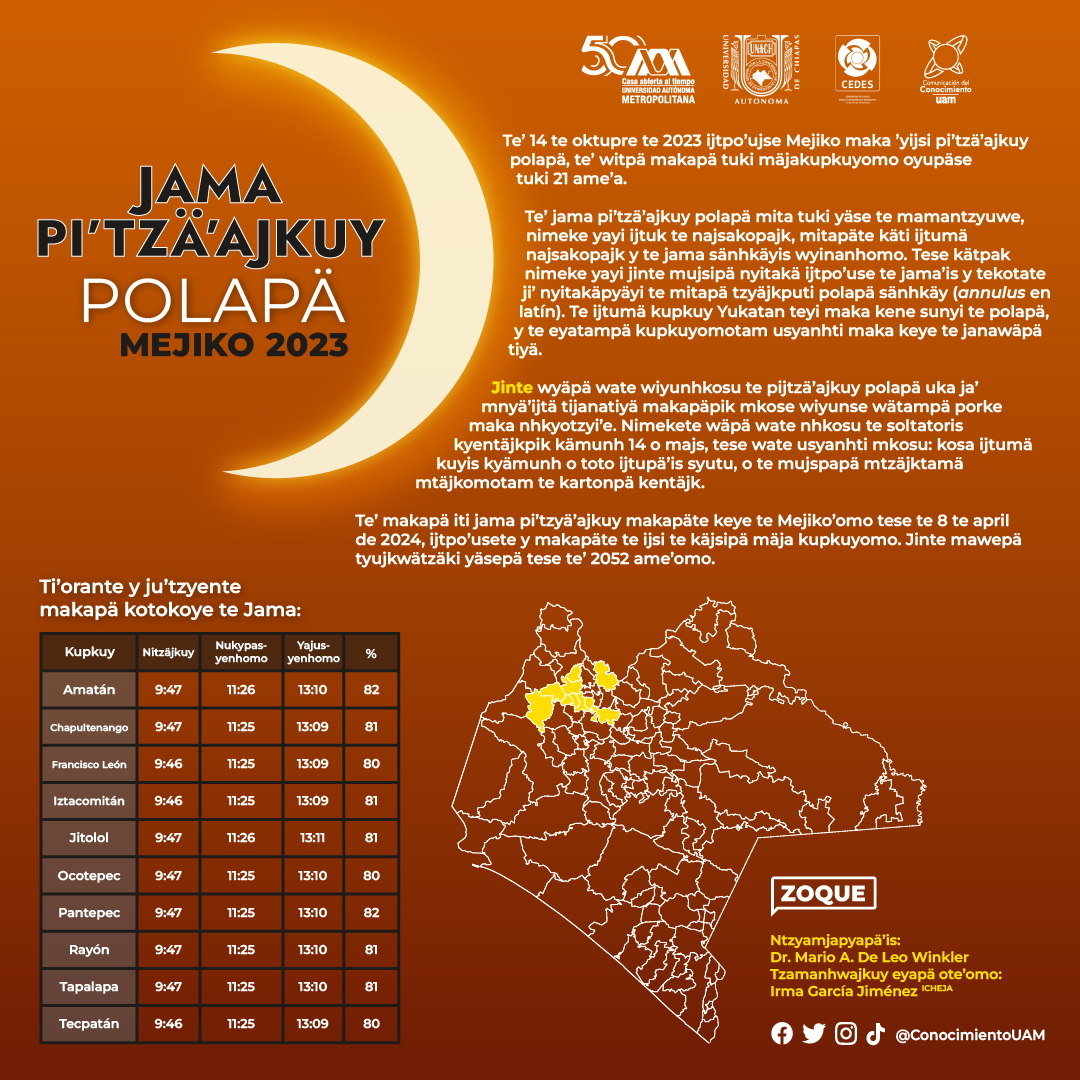 JAMA
PI'TZÄ'AJKUY
POLAPÄ
MEJIKO 2023
50
Casa abierta al tiempo
UNIVERSIDAD AUTÓNOMA
METROPOLITANA
UNIVERSIDAD
UNACH
DE CHIAPAS
AUTONOMA
CEDES
Comunicación del
Conocimiento
uam
Te' 14 te oktupre te 2023 ijtpo'ujse Mejiko maka 'yijsi pi'tzä'ajkuy
polapä, te' witpä makapä tuki mäjakupkuyomo oyupäse
tuki 21 ame'a.
Te' jama pi'tzä'ajkuy polapä mita tuki yäse te mamantzyuwe,
nimeke yayi ijtuk te najsakopajk, mitapäte käti ijtumä
najsakopajk y te jama sänhkäyis wyinanhomo. Tese kätpak
nimeke yayi jinte mujsipä nyitakä ijtpo'use te jama'is y tekotate
ji' nyitakäpyäyi te mitapä tzyäjkputi polapä sänhkäy (annulus en
latín). Te ijtumä kupkuy Yukatan teyi maka kene sunyi te polapä,
y te eyatampä kupkuyomotam usyanhti maka keye te janawäpä
tiyä.
Jinte wyäpä wate wiyunhkosu te pijtzä'ajkuy polapä uka ja'
mnyä'ijtä tijanatiyä makapäpik mkose wiyunse wätampä porke
maka nhkyotzyi'e. Nimekete wäpä wate nhkosu te soltatoris
kyentäjkpik kämunh 14 o majs, tese wate usyanhti mkosu: kosa ijtumä
kuyis kyämunh o toto ijtupä'is syutu, o te mujspapä mtzäjktamä
mtäjkomotam te kartonpä kentäjk.
Te' makapä iti jama pi'tzyä'ajkuy makapäte keye te Mejiko'omo tese te 8 te april
de 2024, ijtpo'usete y makapäte te ijsi te käjsipä mäja kupkuyomo. Jinte mawepä
tyujkwätzäki yäsepä tese te' 2052 ame'omo.
Ti'orante y ju'tzyente
makapä kotokoye te Jama:
Kupkuy Nitzäjkuy Nukypas-yenhomo Yajus-yenhomo %
Amatán 9:47 11:26 13:10 82
Chapultenango 9:47 11:25 13:09 81
Francisco León 9:46 11:25 13:09 80
Iztacomitán 9:46 11:25 13:09 81
Jitolol 9:47 11:26 13:11 81
Ocotepec 9:47 11:25 13:10 80
Pantepec 9:47 11:25 13:10 82
Rayón 9:47 11:25 13:10 81
Tapalapa 9:47 11:25 13:10 81
Tecpatán 9:46 11:25 13:09 80
ZOQUE
Ntzyamjapyapä'is:
Dr. Mario A. De Leo Winkler
Tzamanhwajkuy eyapä ote'omo:
Irma García Jiménez ICHEJA
@ConocimientoUAM